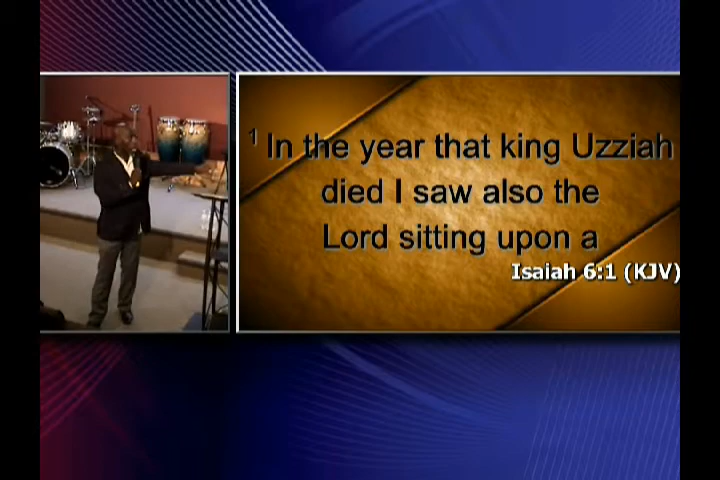 1 In the year that king Uzziah
died I saw also the
Lord sitting upon a
Isaiah 6:1 (KJV)